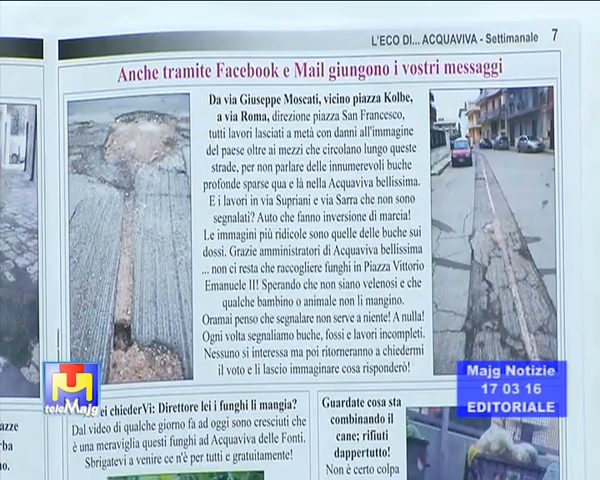 L'ECO DI... ACQUAVIVA - Settimanale 7
Anche tramite Facebook e Mail giungono i vostri messaggi
Da via Giuseppe Moscati, vicino piazza Kolbe,
a via Roma, direzione piazza San Francesco,
tutti lavori lasciati a metà con danni all'immagine
del paese oltre ai mezzi che circolano lungo queste
strade, per non parlare delle innumerevoli buche
profonde sparse qua e là nella Acquaviva bellissima.
E i lavori in via Supriani e via Sarra che non sono
segnalati? Auto che fanno inversione di marcia!
Le immagini più ridicole sono quelle delle buche sui
dossi. Grazie amministratori di Acquaviva bellissima
... non ci resta che raccogliere funghi in Piazza Vittorio
Emanuele II! Sperando che non siano velenosi e che
qualche bambino o animale non li mangino.
Oramai penso che segnalare non serve a niente! A nulla!
Ogni volta segnaliamo buche, fossi e lavori incompleti.
Nessuno si interessa ma poi ritorneranno a chiedermi
il voto e li lascio immaginare cosa risponderò!
ei chiederVi: Direttore lei i funghi li mangia?
Dal video di qualche giorno fa ad oggi sono cresciuti che
è una meraviglia questi funghi ad Acquaviva delle Fonti.
Sbrigatevi a venire ce n'è per tutti e gratuitamente!
Guardate cosa sta
combinando il
cane; rifiuti
dappertutto!
Non è certo colpa
teleMajg
Majg Notizie
17 03 16
EDITORIALE